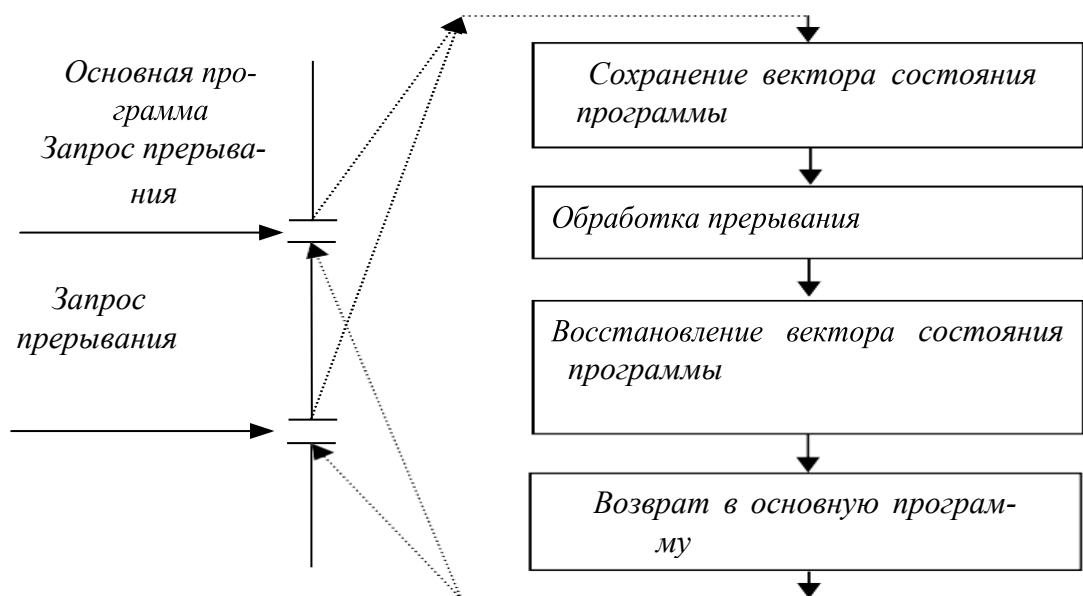 Основная про-
грамма
Запрос прерыва-
ния
Запрос
прерывания
Сохранение вектора состояния
программы
Обработка прерывания
Восстановление вектора состояния
программы
Возврат в основную програм-
му